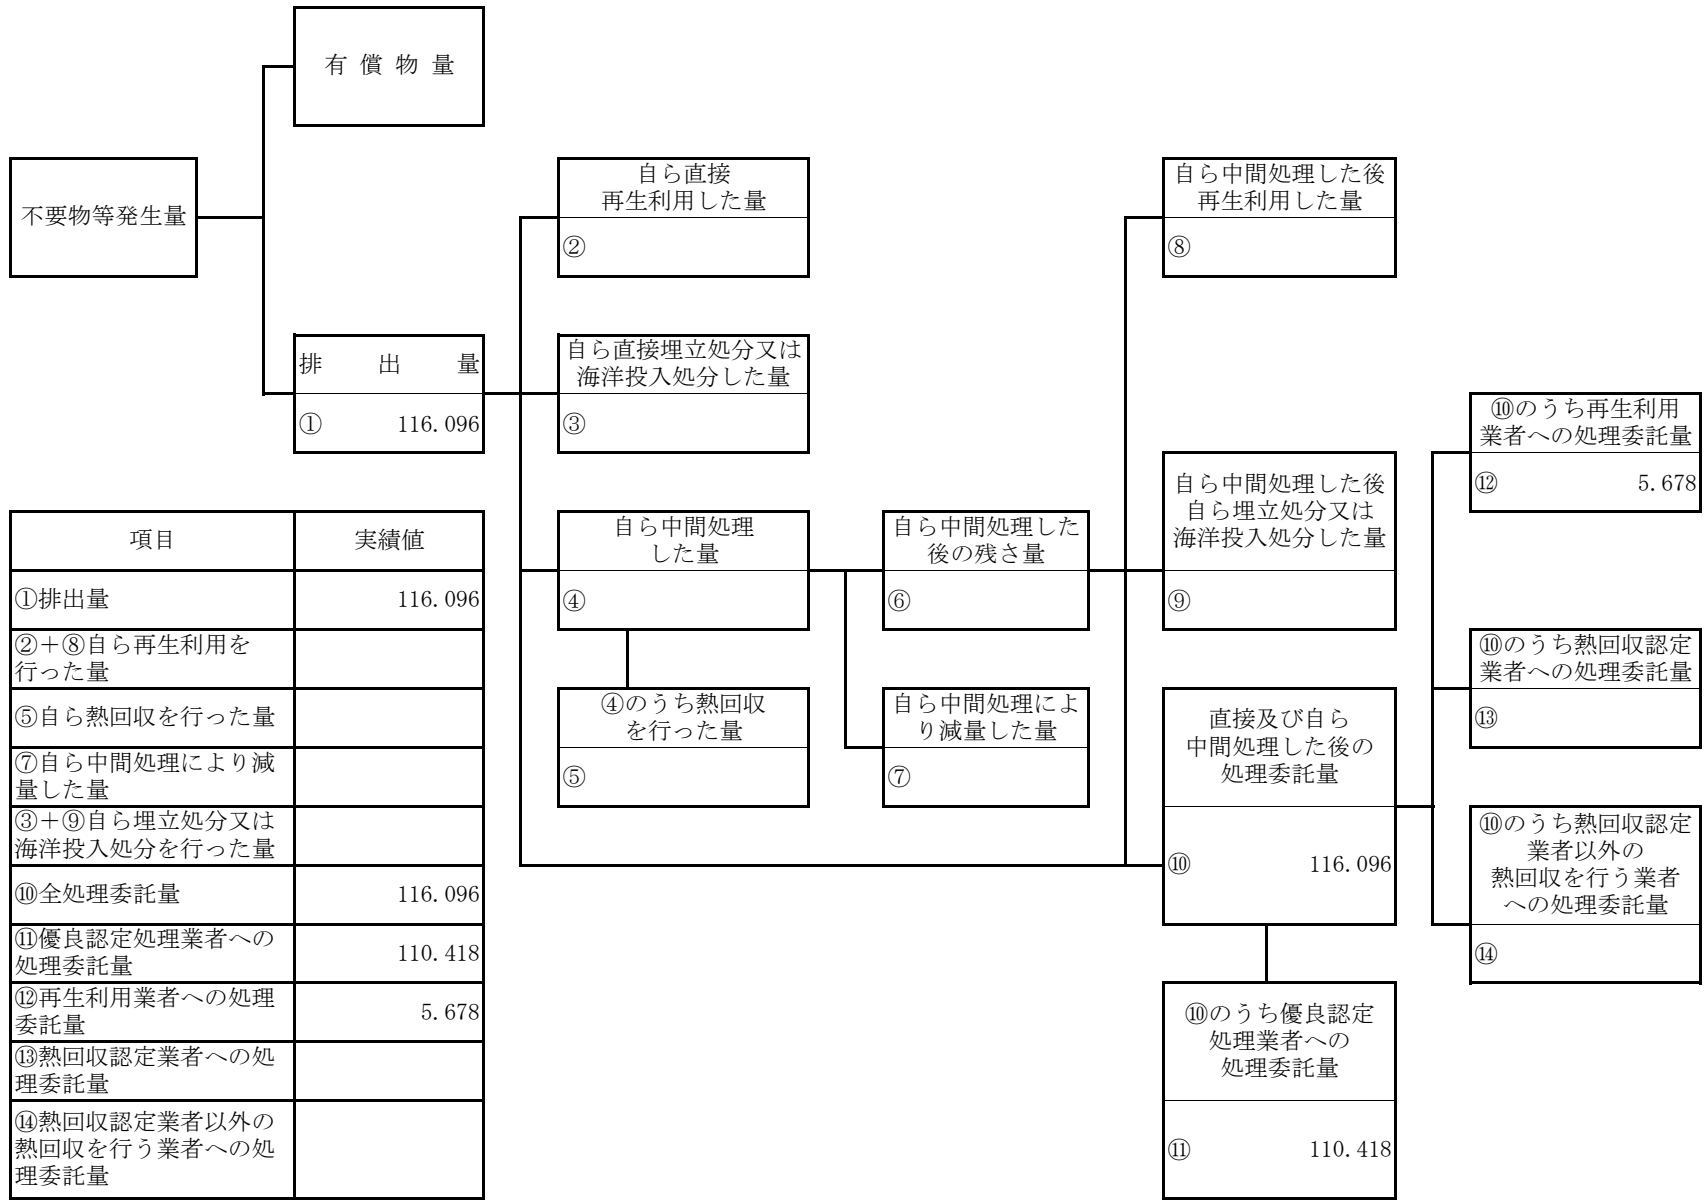 有償物量
不要物等発生量
自ら直接
再生利用した量
②
自ら中間処理した後
再生利用した量
⑧
排出量
① 116.096
自ら直接埋立処分又は
海洋投入処分した量
③
⑩のうち再生利用
業者への処理委託量
⑫ 5.678
自ら中間処理した後
自ら埋立処分又は
海洋投入処分した量
⑨
自ら中間処理
した量
④
自ら中間処理した
後の残さ量
⑥
⑩のうち熱回収認定
業者への処理委託量
⑬
④のうち熱回収
を行った量
⑤
自ら中間処理によ
り減量した量
⑦
直接及び自ら
中間処理した後の
処理委託量
⑩ 116.096
⑩のうち熱回収認定
業者以外の
熱回収を行う業者
への処理委託量
⑭
⑩のうち優良認定
処理業者への
処理委託量
⑪ 110.418
項目 実績値
①排出量 116.096
②+⑧自ら再生利用を
行った量
⑤自ら熱回収を行った量
⑦自ら中間処理により減
量した量
③+⑨自ら埋立処分又は
海洋投入処分を行った量
⑩全処理委託量 116.096
⑪優良認定処理業者への
処理委託量 110.418
⑫再生利用業者への処理
委託量 5.678
⑬熱回収認定業者への処
理委託量
⑭熱回収認定業者以外の
熱回収を行う業者への処
理委託量